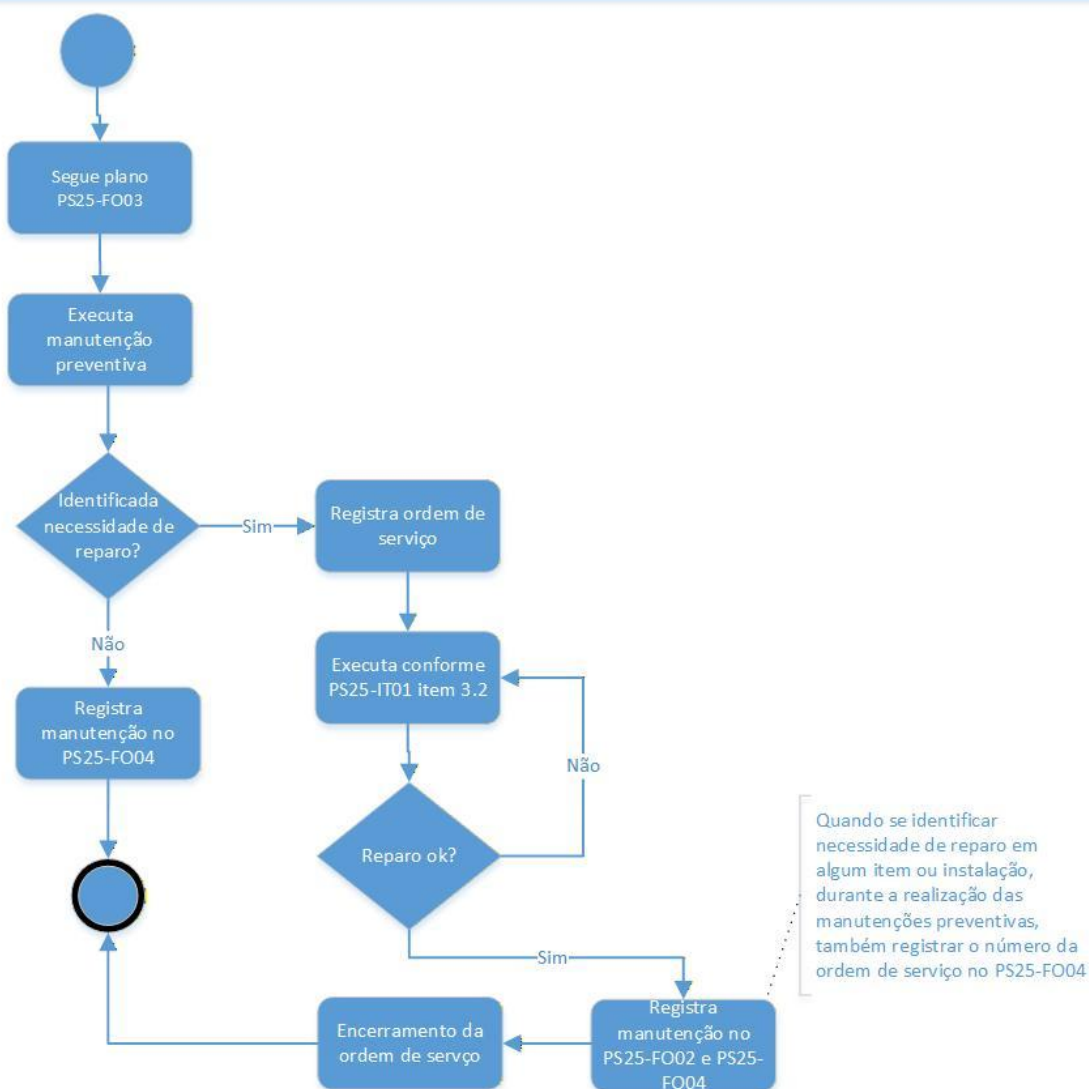 Segue plano
PS25-FO03
Executa
manutenção
preventiva
Identificada
necessidade de
reparo?
Sim
Registra ordem de
serviço
Não
Executa conforme
PS25-IT01 item 3.2
Registra
manutenção no
PS25-FO04
Não
Reparo ok?
Quando se identificar
necessidade de reparo em
algum item ou instalação,
durante a realização das
manutenções preventivas,
também registrar o número da
ordem de serviço no PS25-FO04
Sim
Registra
manutenção no
PS25-FO02 e PS25-
FO04
Encerramento da
ordem de servço